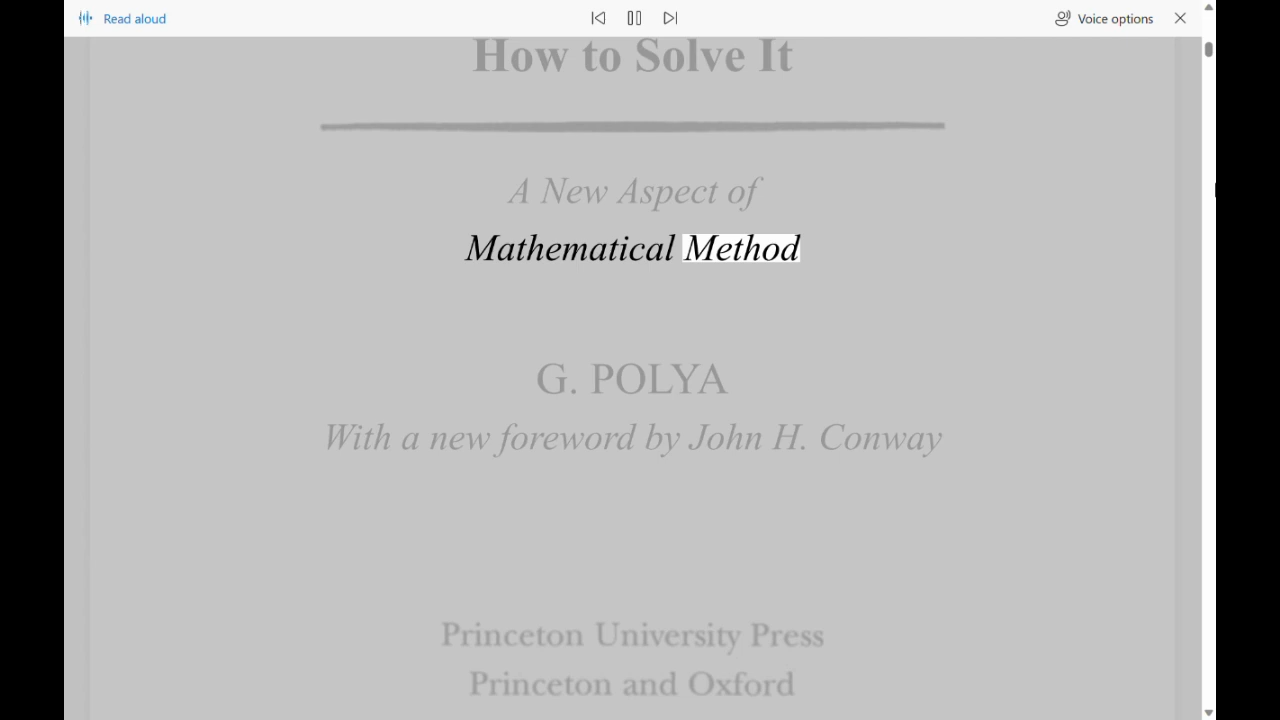 Read aloud
Voice options
How to Solve It
A New Aspect of
Mathematical Method
G. POLYA
With a new foreword by John H. Conway
Princeton University Press
Princeton and Oxford